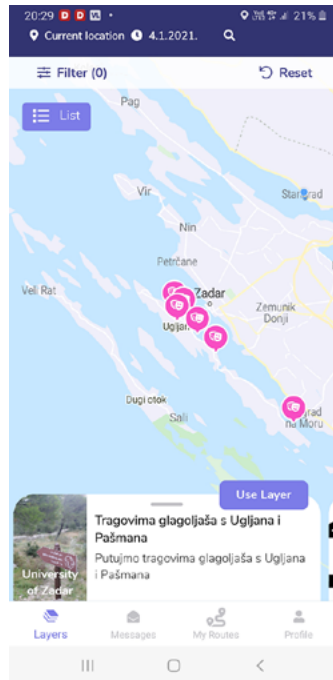 20:29
21%
Current location 4.1.2021.
Filter (0)
Reset
List
Pag
Vir
Starigrad
Nin
Petrčane
Veli Rat
Zadar
Zemunik
Donji
Ugljan
Dugi otok
Sali
grad
na Moru
Use Layer
Tragovima glagoljaša s Ugljana i
Pašmana
Putujmo tragovima glagoljaša s Ugljana
i Pašmana
University
of Zadar
Layers
Messages
My Routes
Profile